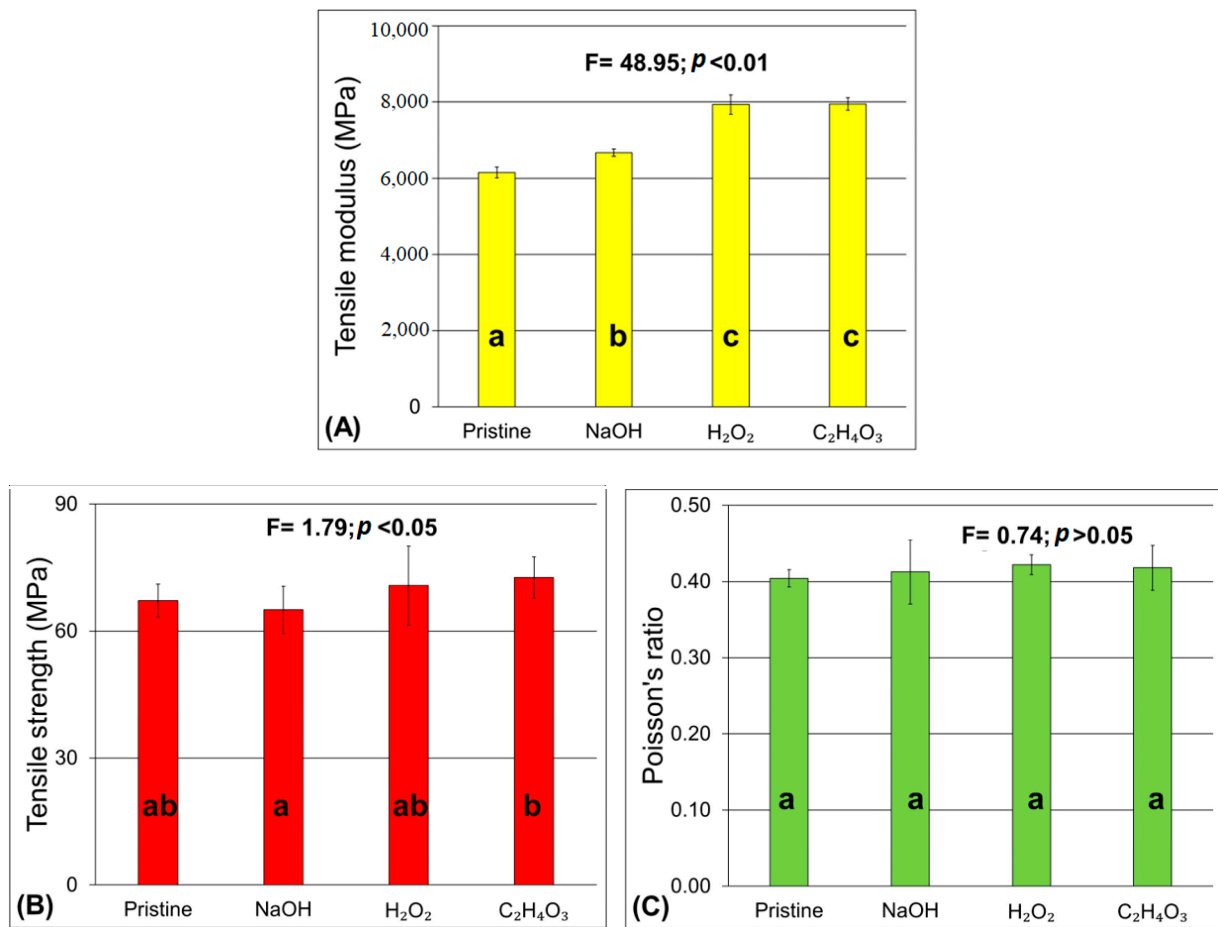 10,000
F= 48.95; p <0.01
8,000
6,000
4,000
2,000
0
Tensile modulus (MPa)
a b c c
(A)
Pristine NaOH H₂O₂ C₂H₄O₃
90
F= 1.79; p <0.05
60
30
0
Tensile strength (MPa)
ab a ab b
(B)
Pristine NaOH H₂O₂ C₂H₄O₃
0.50
F= 0.74; p >0.05
0.40
0.30
0.20
0.10
0.00
Poisson's ratio
a a a a
(C)
Pristine NaOH H₂O₂ C₂H₄O₃